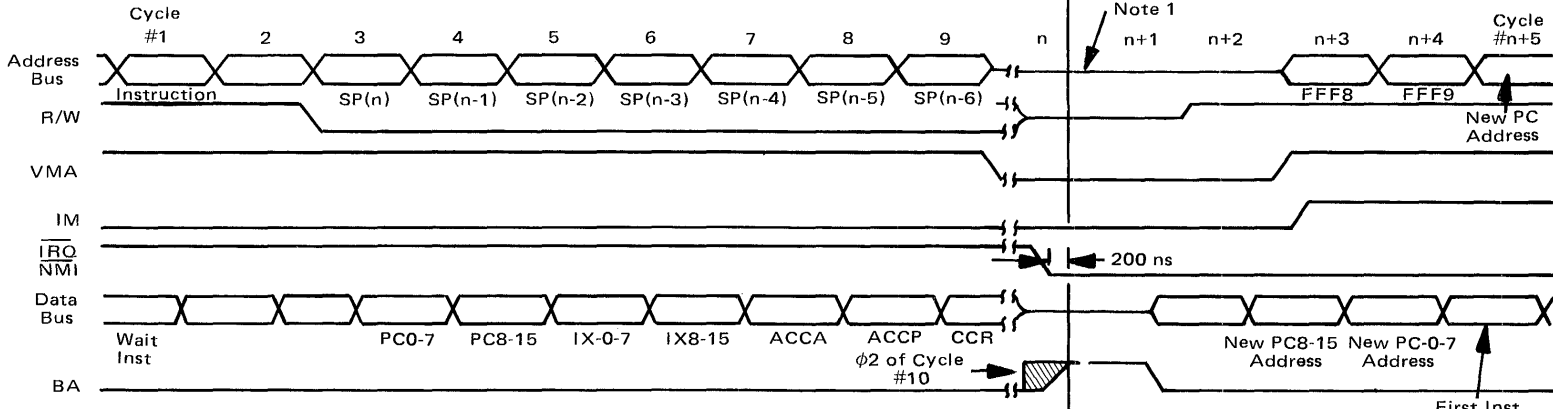 Cycle
#1 2 3 4 5 6 7 8 9 n n+1 n+2 n+3 n+4 Cycle #n+5
Note 1
Address Bus
Instruction SP(n) SP(n-1) SP(n-2) SP(n-3) SP(n-4) SP(n-5) SP(n-6) FFF8 FFF9
New PC Address
R/W
VMA
IM
IRQ
NMI
200 ns
Data Bus
Wait Inst
PC0-7 PC8-15 IX-0-7 IX8-15 ACCA ACCP CCR
New PC8-15 Address
New PC-0-7 Address
φ2 of Cycle #10
BA
First Inst